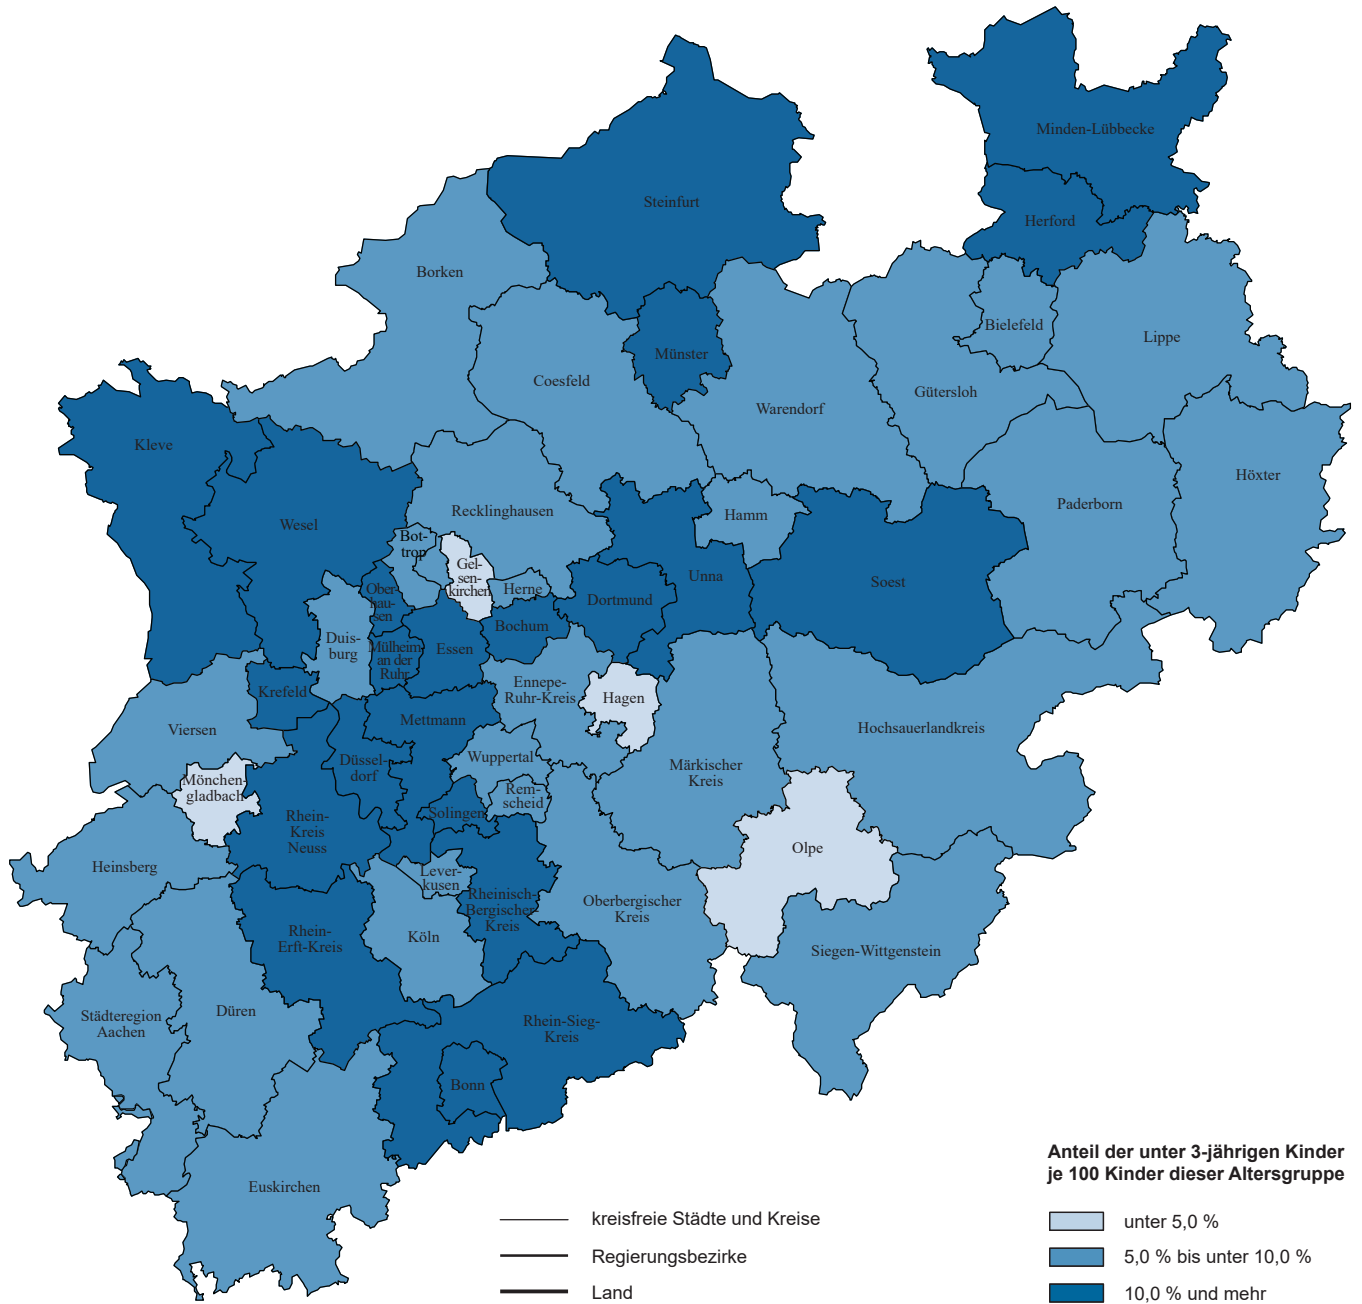 Minden-Lübbecke
Steinfurt
Herford
Borken
Bielefeld
Lippe
Münster
Coesfeld
Gütersloh
Warendorf
Kleve
Höxter
Paderborn
Recklinghausen
Hamm
Wesel
Bot-
trop
Gel-
sen-
kirchen
Unna
Soest
Herne
Ober-
hau-
sen
Dortmund
Bochum
Duis-
burg
Mülheim
an der
Ruhr
Essen
Ennepe-
Ruhr-Kreis
Hagen
Krefeld
Mettmann
Viersen
Hochsauerlandkreis
Wuppertal
Düssel-
dorf
Märkischer
Kreis
Mönchen-
gladbach
Rem-
scheid
Solingen
Rhein-
Kreis
Neuss
Olpe
Heinsberg
Lever-
kusen
Rheinisch-
Bergischer
Kreis
Oberbergischer
Kreis
Rhein-
Erft-Kreis
Köln
Siegen-Wittgenstein
Düren
Städteregion
Aachen
Rhein-Sieg-
Kreis
Bonn
Euskirchen
kreisfreie Städte und Kreise
Regierungsbezirke
Land
Anteil der unter 3-jährigen Kinder
je 100 Kinder dieser Altersgruppe
unter 5,0 %
5,0 % bis unter 10,0 %
10,0 % und mehr